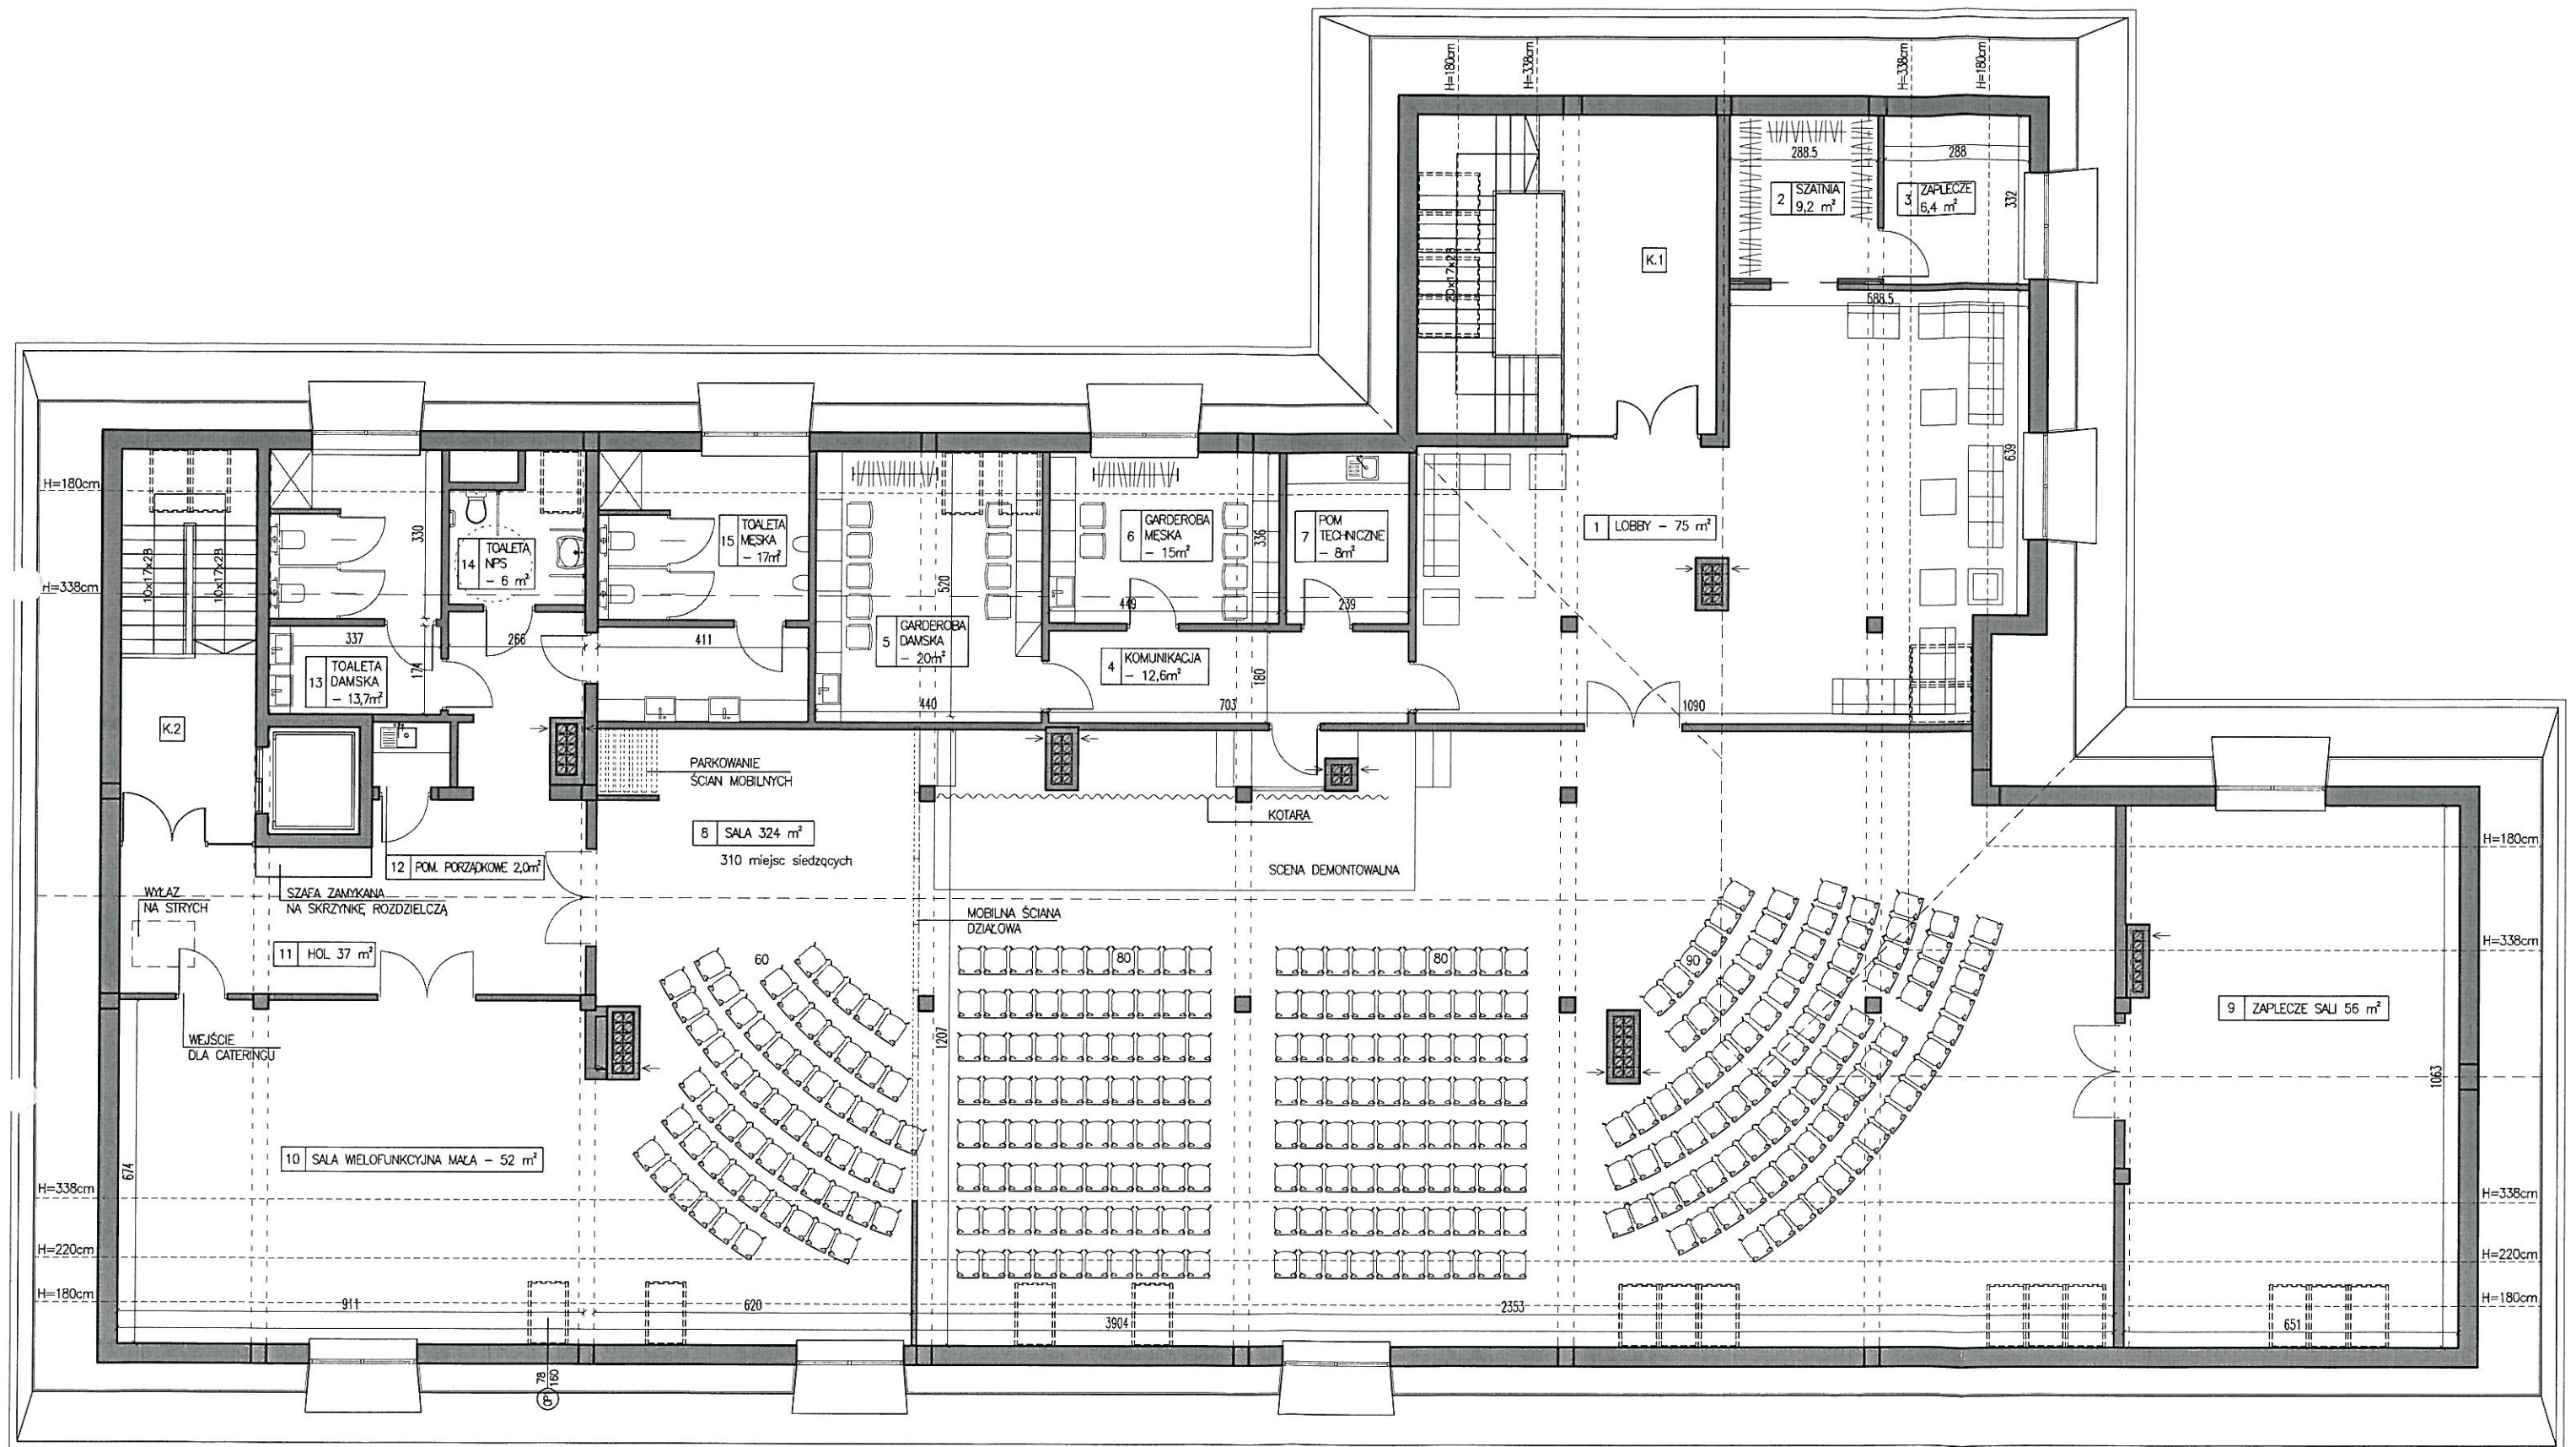 H=180cm
H=338cm
H=338cm
H=180cm
288.5
288
2 SZATNIA
9,2 m²
3 ZAPLECZE
6,4 m²
332
K.1
20x17x28
588.5
639
H=180cm
H=338cm
10x17x28
10x17x28
330
337
266
174
14 TOALETA
NPS
– 6 m²
13 TOALETA
DAMSKA
– 13,7m²
15 TOALETA
MĘSKA
– 17m²
411
5 GARDEROBA
DAMSKA
– 20m²
520
440
6 GARDEROBA
MĘSKA
– 15m²
336
449
7 POM
TECHNICZNE
– 8m²
239
4 KOMUNIKACJA
– 12,6m²
180
703
1 LOBBY – 75 m²
1090
K.2
PARKOWANIE
ŚCIAN MOBILNYCH
8 SALA 324 m²
310 miejsc siedzących
KOTARA
SCENA DEMONTOWALNA
12 POM. PORZĄDKOWE 2,0m²
SZAFA ZAMYKANA
NA SKRZYNKĘ ROZDZIELCZĄ
WYŁAZ
NA STRYCH
11 HOL 37 m²
MOBILNA ŚCIANA
DZIAŁOWA
60
80
80
90
1207
WEJŚCIE
DLA CATERINGU
10 SALA WIELOFUNKCYJNA MAŁA – 52 m²
674
9 ZAPLECZE SALI 56 m²
1063
H=180cm
H=338cm
H=338cm
H=220cm
H=180cm
H=338cm
H=220cm
H=180cm
911
620
2353
3904
651
78
160
OP